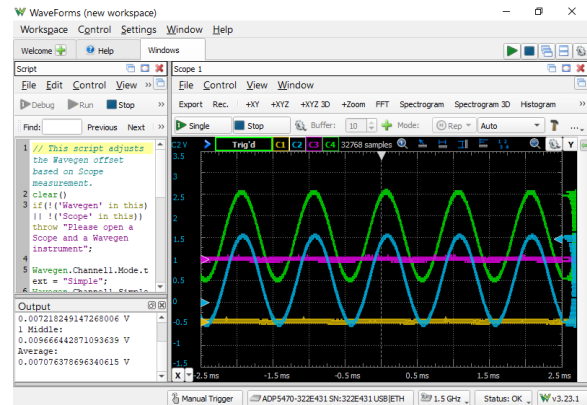 WaveForms (new workspace)
Workspace Control Settings Window Help
Welcome Help Windows
Script
File Edit Control View »
Debug Run Stop »
Find: Previous Next »
1 // This script adjusts
the Wavegen offset
based on Scope
measurement.
2 clear()
3 if(!('Wavegen' in this)
|| !('Scope' in this))
throw "Please open a
Scope and a Wavegen
instrument";
4
5 Wavegen.Channel1.Mode.t
ext = "Simple";
6 Wavegen.Channel1.Simple
Output
0.007218249147268006 V
1 Middle:
0.009666442871093639 V
Average:
0.007076378696340615 V
Scope 1
File Control View Window
Export Rec. +XY +XYZ +XYZ 3D +Zoom FFT Spectrogram Spectrogram 3D Histogram »
Single Stop Buffer: 10 Mode: Rep Auto
C2 V Trig'd C1 C2 C3 C4 32768 samples Y
3.5
3
2.5
2
1.5
1
0.5
0
-0.5
-1
-1.5
X -2.5 ms -1.5 ms -0.5 ms 0.5 ms 1.5 ms 2.5 ms
Manual Trigger ADP5470-322E431 SN:322E431 USB|ETH 1.5 GHz Status: OK v3.23.1